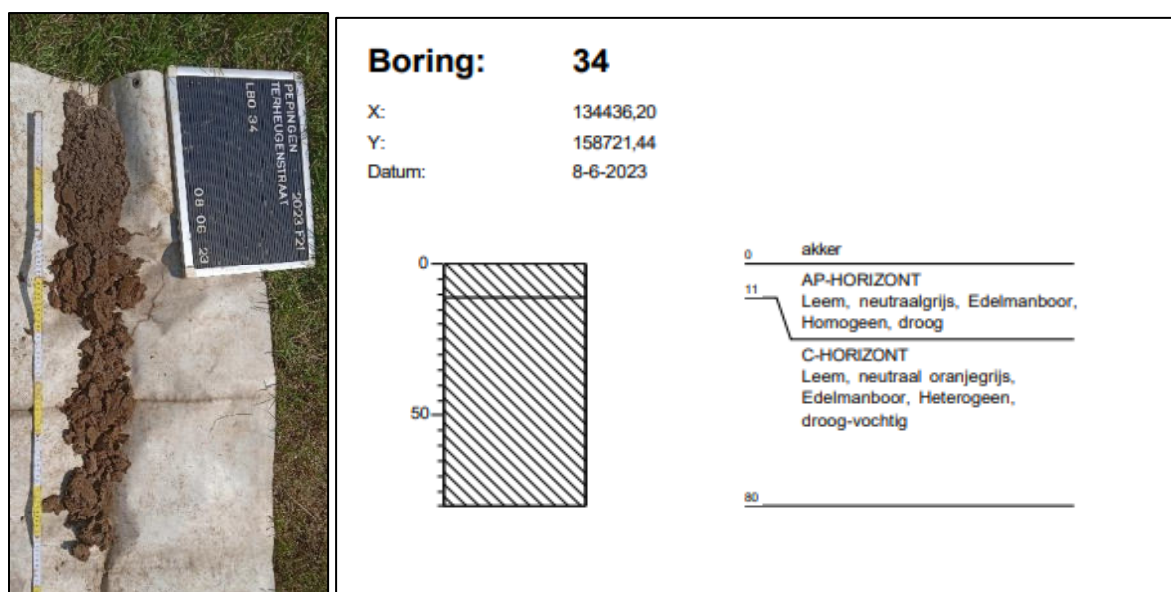 PEPINGEN 2023 F21
TERHEUGENSTRAAT
LBO 34
08 06 23
Boring: 34
X: 134436,20
Y: 158721,44
Datum: 8-6-2023
0
50
0 akker
AP-HORIZONT
11 Leem, neutraalgrijs, Edelmanboor,
Homogeen, droog
C-HORIZONT
Leem, neutraal oranjegrijs,
Edelmanboor, Heterogeen,
droog-vochtig
80